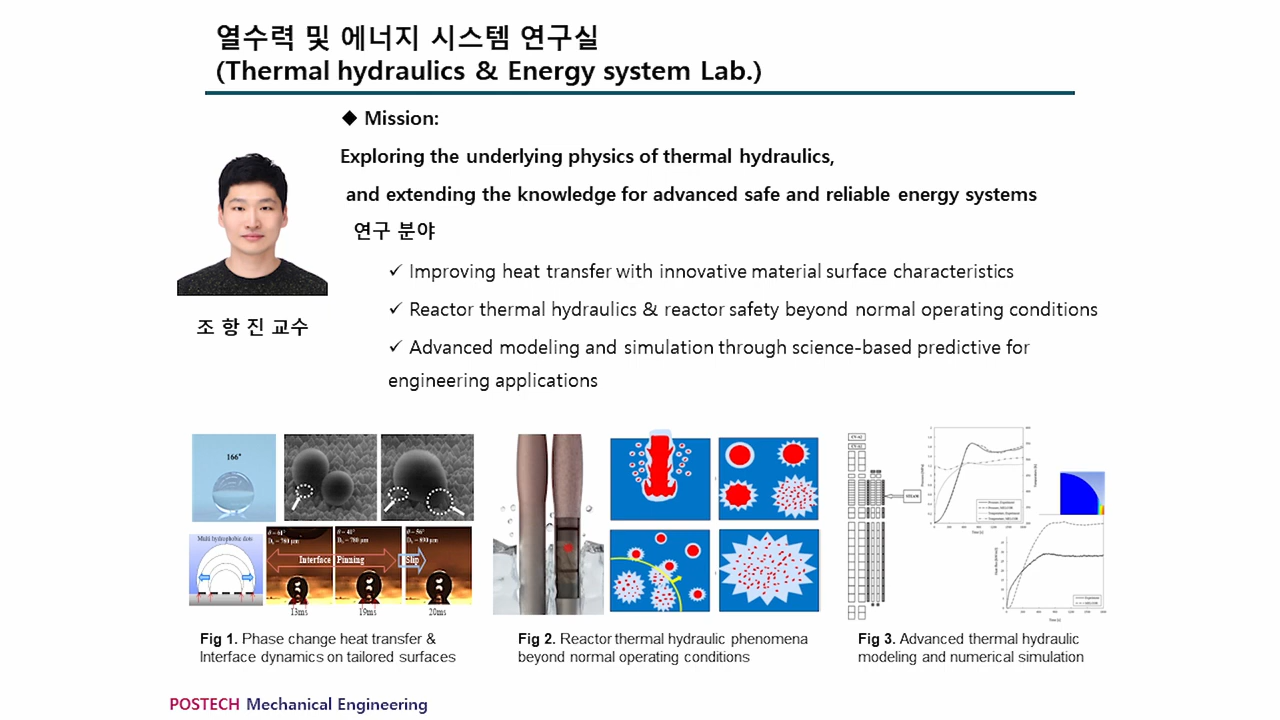 열수력 및 에너지 시스템 연구실
(Thermal hydraulics & Energy system Lab.)
◆ Mission:
Exploring the underlying physics of thermal hydraulics,
and extending the knowledge for advanced safe and reliable energy systems
연구 분야
✓ Improving heat transfer with innovative material surface characteristics
✓ Reactor thermal hydraulics & reactor safety beyond normal operating conditions
✓ Advanced modeling and simulation through science-based predictive for
engineering applications
조 항 진 교수
166°
Multi hydrophobic dots
Interface Pinning Slip
13ms 19ms 20ms
Fig 1. Phase change heat transfer &
Interface dynamics on tailored surfaces
Fig 2. Reactor thermal hydraulic phenomena
beyond normal operating conditions
Fig 3. Advanced thermal hydraulic
modeling and numerical simulation
POSTECH Mechanical Engineering